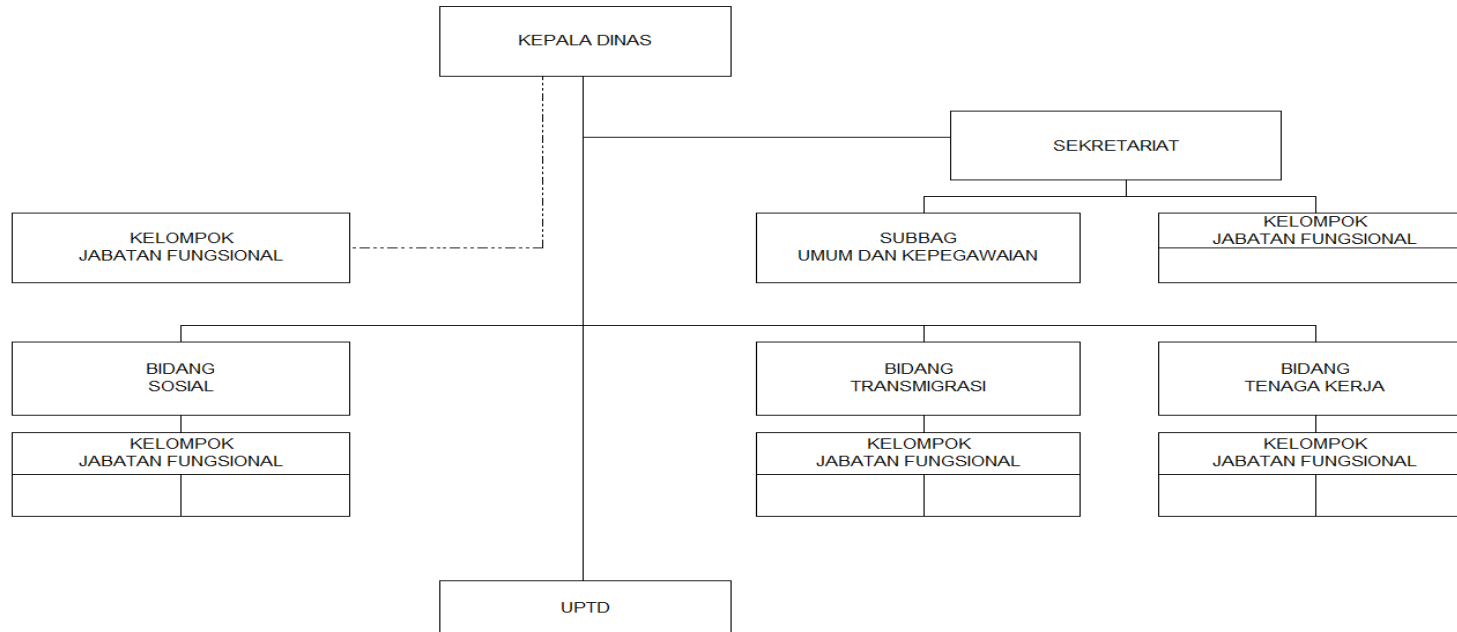 KEPALA DINAS
SEKRETARIAT
KELOMPOK
JABATAN FUNGSIONAL
SUBBAG
UMUM DAN KEPEGAWAIAN
KELOMPOK
JABATAN FUNGSIONAL
BIDANG
SOSIAL
BIDANG
TRANSMIGRASI
BIDANG
TENAGA KERJA
KELOMPOK
JABATAN FUNGSIONAL
KELOMPOK
JABATAN FUNGSIONAL
KELOMPOK
JABATAN FUNGSIONAL
UPTD